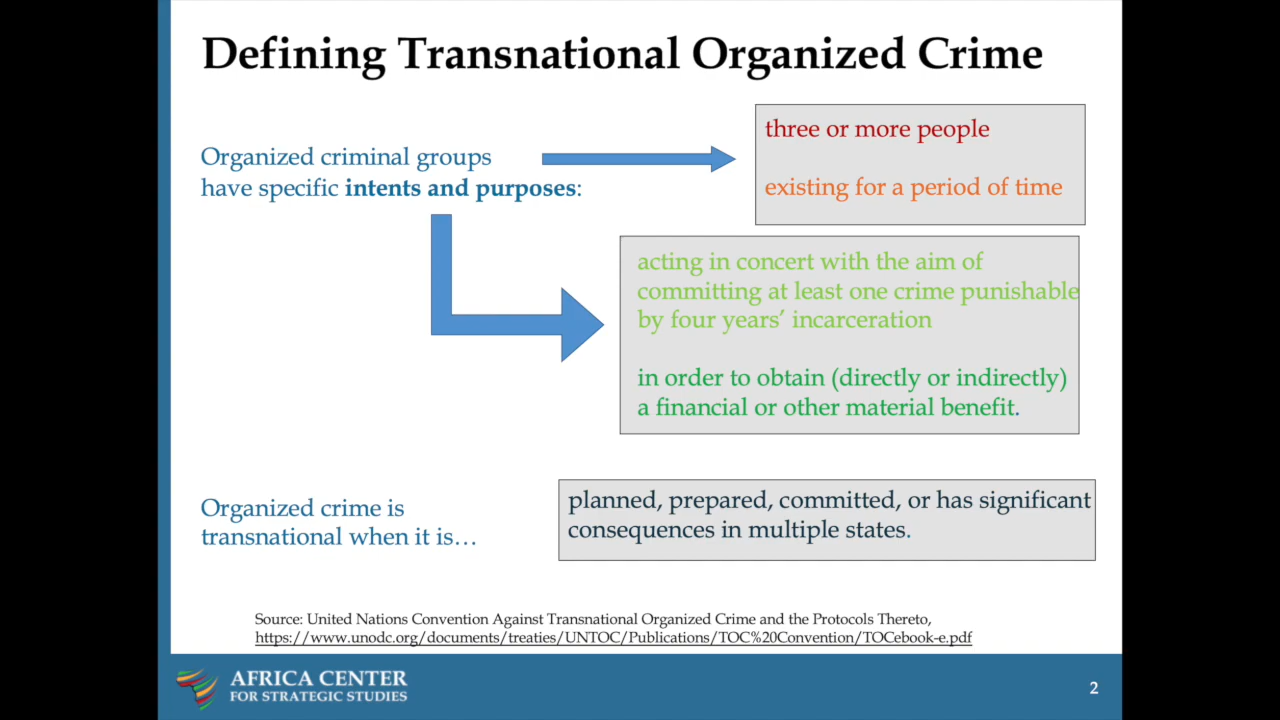 Defining Transnational Organized Crime
Organized criminal groups
have specific intents and purposes:
three or more people
existing for a period of time
acting in concert with the aim of
committing at least one crime punishable
by four years’ incarceration
in order to obtain (directly or indirectly)
a financial or other material benefit.
Organized crime is
transnational when it is…
planned, prepared, committed, or has significant
consequences in multiple states.
Source: United Nations Convention Against Transnational Organized Crime and the Protocols Thereto,
https://www.unodc.org/documents/treaties/UNTOC/Publications/TOC%20Convention/TOCebook-e.pdf
AFRICA CENTER
FOR STRATEGIC STUDIES
2